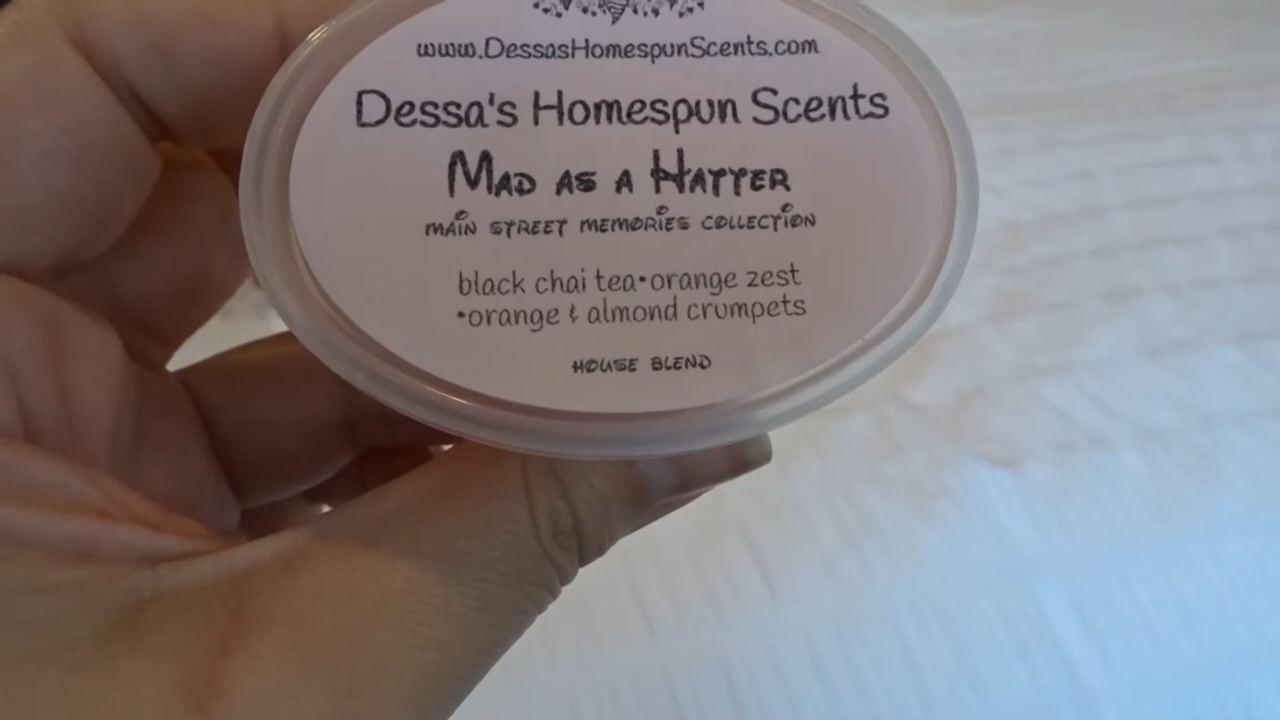 www.DessasHomespunScents.com
Dessa's Homespun Scents
MAD AS A HATTER
MAIN STREET MEMORIES COLLECTION
black chai tea•orange zest
•orange & almond crumpets
HOUSE BLEND